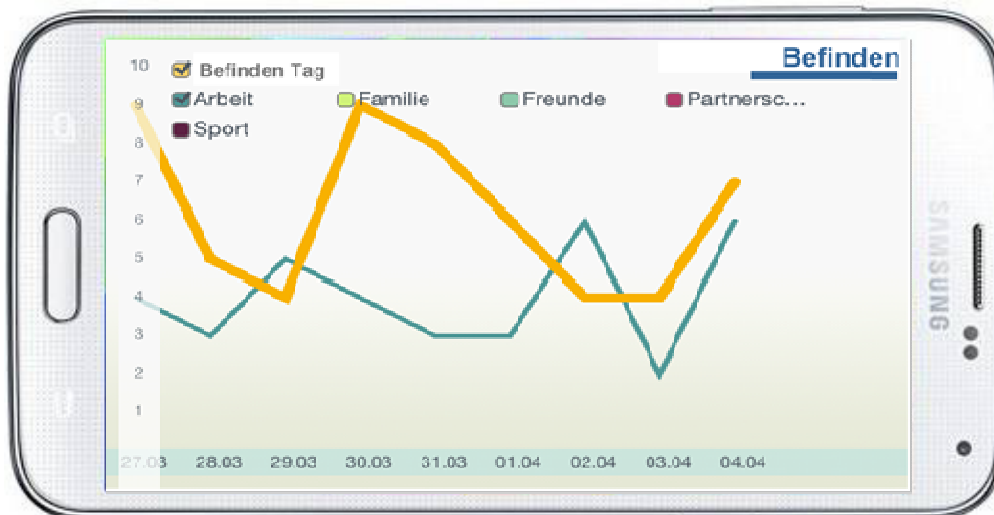 Befinden
10
Befinden Tag
Arbeit Familie Freunde Partnersc...
9
Sport
8
7
6
5
4
3
2
1
27.03 28.03 29.03 30.03 31.03 01.04 02.04 03.04 04.04
SAMSUNG